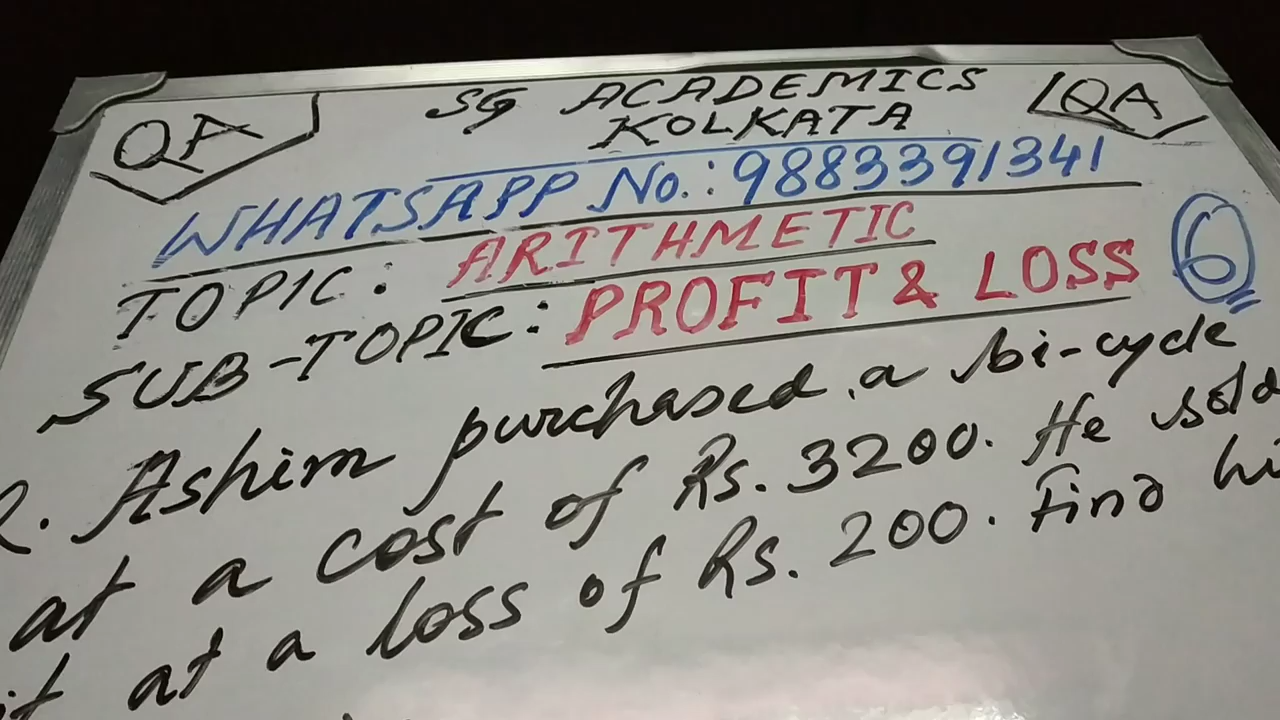 QA SG ACADEMICS QA
KOLKATA
WHATSAPP No.: 9883391341
TOPIC: ARITHMETIC
SUB-TOPIC: PROFIT & LOSS 6
Ashim purchased a bi-cycle
at a cost of Rs. 3200. He sold
it at a loss of Rs. 200. Find